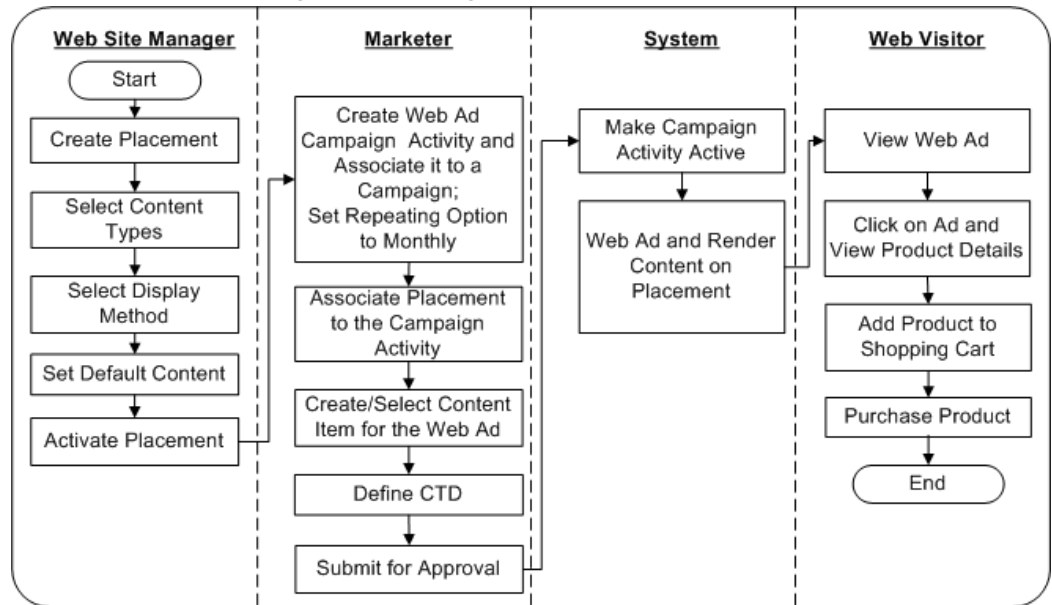 Web Site Manager
Start
Create Placement
Select Content
Types
Select Display
Method
Set Default Content
Activate Placement
Marketer
Create Web Ad
Campaign Activity and
Associate it to a
Campaign;
Set Repeating Option
to Monthly
Associate Placement
to the Campaign
Activity
Create/Select Content
Item for the Web Ad
Define CTD
Submit for Approval
System
Make Campaign
Activity Active
Web Ad and Render
Content on
Placement
Web Visitor
View Web Ad
Click on Ad and
View Product Details
Add Product to
Shopping Cart
Purchase Product
End